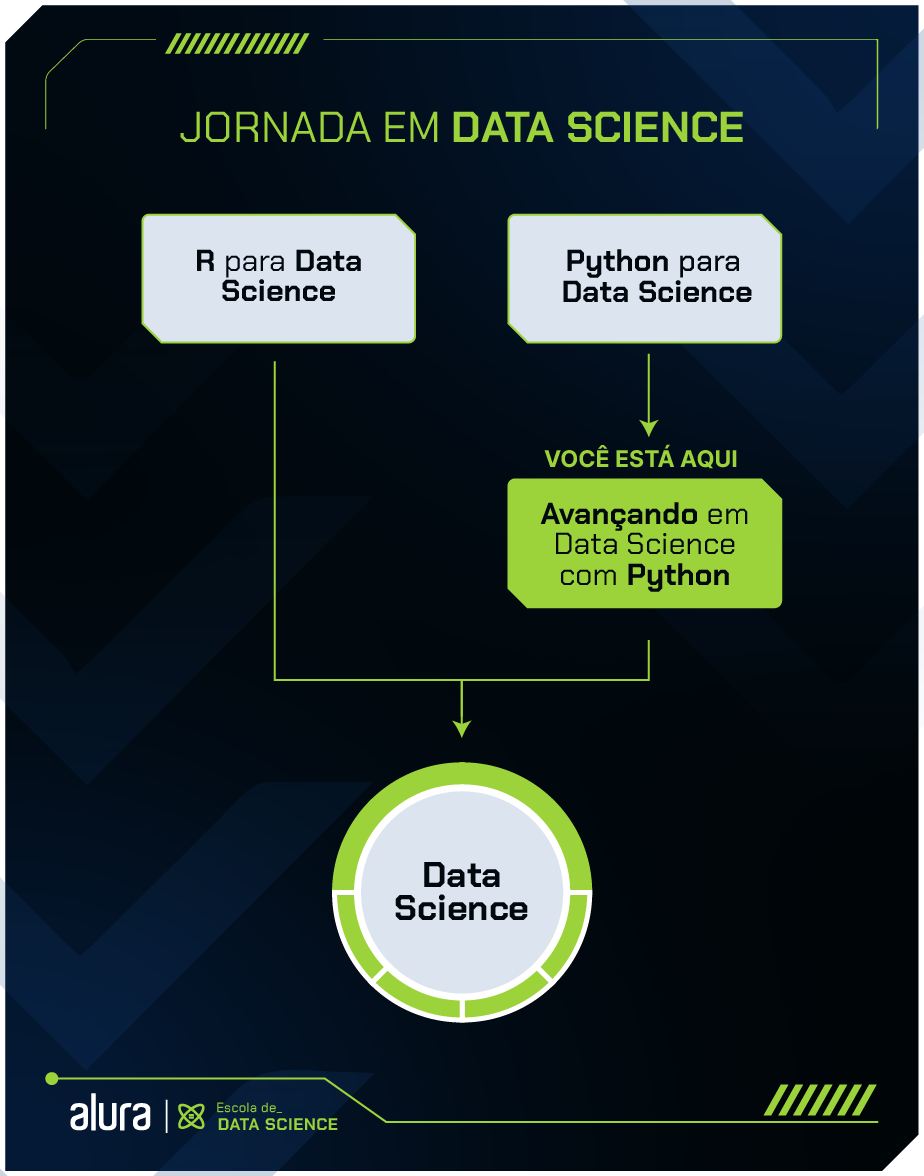 JORNADA EM DATA SCIENCE
R para Data
Science
Python para
Data Science
VOCÊ ESTÁ AQUI
Avançando em
Data Science
com Python
Data
Science
alura
Escola de_
DATA SCIENCE